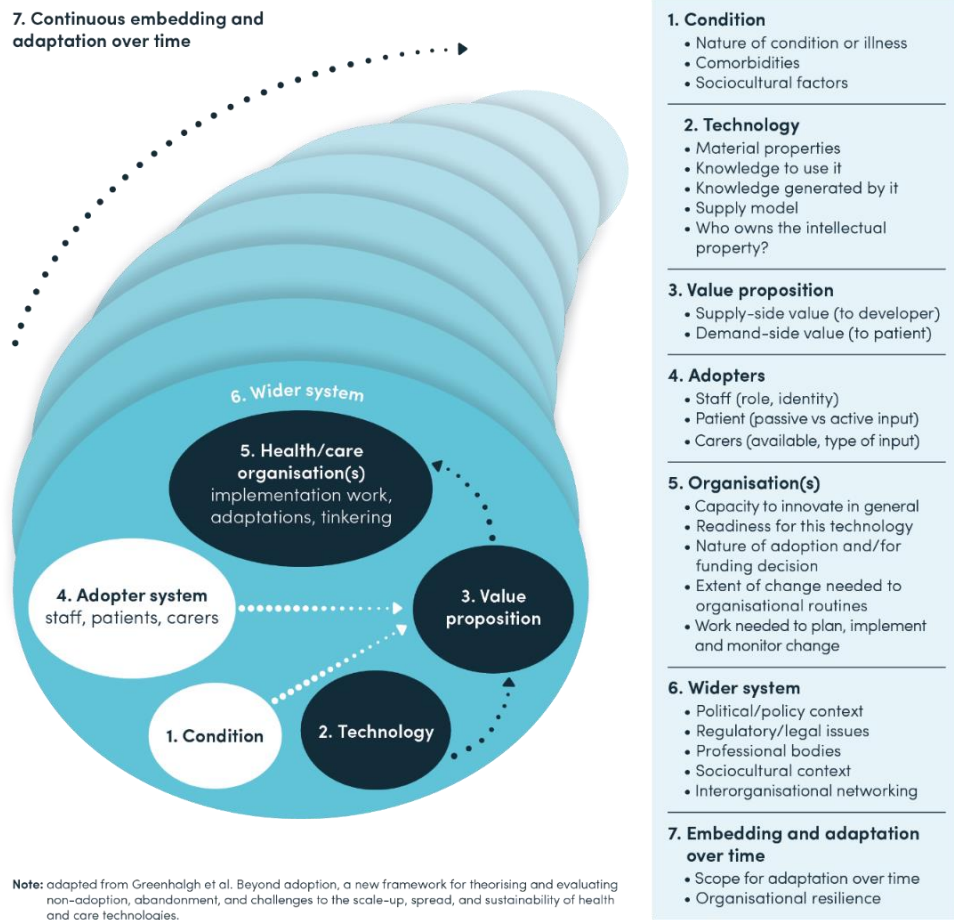 7. Continuous embedding and
adaptation over time
6. Wider system
5. Health/care
organisation(s)
implementation work,
adaptations, tinkering
4. Adopter system
staff, patients, carers
3. Value
proposition
1. Condition
2. Technology
Note: adapted from Greenhalgh et al. Beyond adoption, a new framework for theorising and evaluating
non-adoption, abandonment, and challenges to the scale-up, spread, and sustainability of health
and care technologies.
1. Condition
• Nature of condition or illness
• Comorbidities
• Sociocultural factors
2. Technology
• Material properties
• Knowledge to use it
• Knowledge generated by it
• Supply model
• Who owns the intellectual
property?
3. Value proposition
• Supply-side value (to developer)
• Demand-side value (to patient)
4. Adopters
• Staff (role, identity)
• Patient (passive vs active input)
• Carers (available, type of input)
5. Organisation(s)
• Capacity to innovate in general
• Readiness for this technology
• Nature of adoption and/for
funding decision
• Extent of change needed to
organisational routines
• Work needed to plan, implement
and monitor change
6. Wider system
• Political/policy context
• Regulatory/legal issues
• Professional bodies
• Sociocultural context
• Interorganisational networking
7. Embedding and adaptation
over time
• Scope for adaptation over time
• Organisational resilience